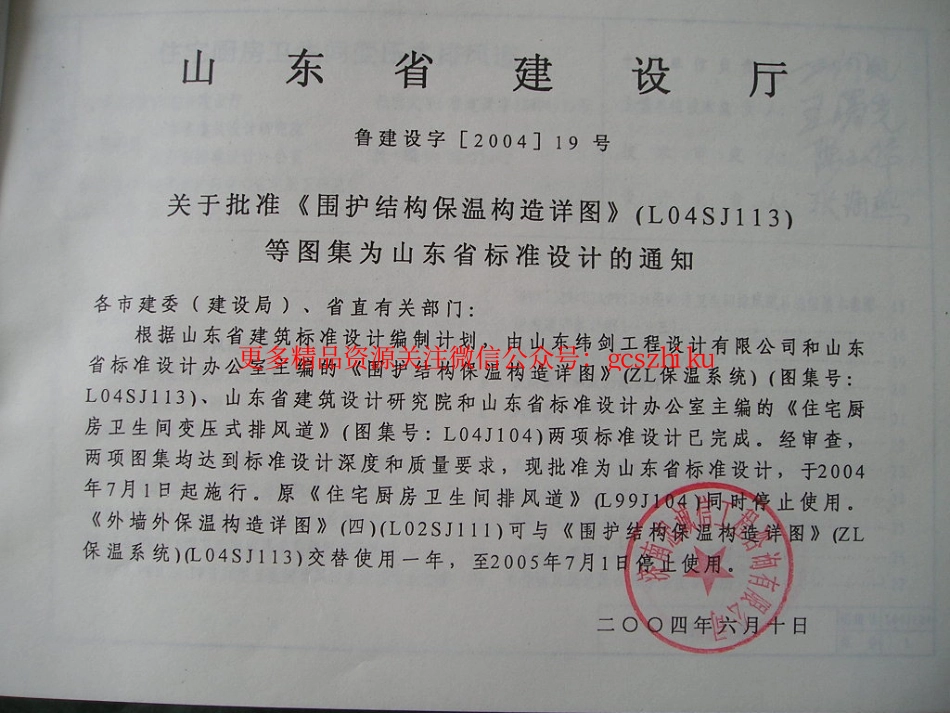 山东省建设厅
鲁建设字[2004]19号
关于批准《围护结构保温构造详图》(L04SJ113)
等图集为山东省标准设计的通知
各市建委(建设局)、省直有关部门:
根据山东省建筑标准设计编制计划，由山东纬剑工程设计有限公司和山东
省标准设计办公室主编的《围护结构保温构造详图》(ZL保温系统)(图集号:
L04SJ113)、山东省建筑设计研究院和山东省标准设计办公室主编的《住宅厨
房卫生间变压式排风道》(图集号:L04J104)两项标准设计已完成。经审查，
两项图集均达到标准设计深度和质量要求，现批准为山东省标准设计，于2004
年7月1日起施行。原《住宅厨房卫生间排风道》(L99J104)同时停止使用。
《外墙外保温构造详图》(四)(L02SJ111)可与《围护结构保温构造详图》(ZL
保温系统)(L04SJ113)交替使用一年，至2005年7月1日停止使用。
二〇〇四年六月十日
更多精品资源关注微信公众号：gcszhiku